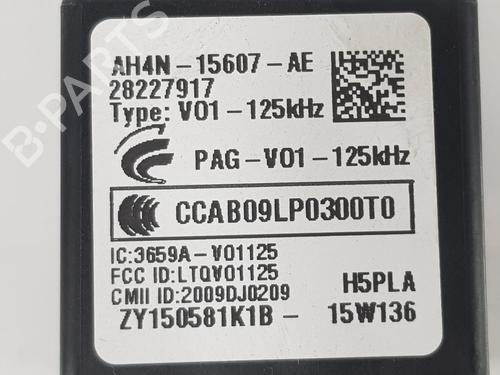 AH4N-15607-AE
28227917
Type: V01-125kHz
PAG-V01-125kHz
CCAB09LP0300T0
IC:3659A-V01125
FCC ID:LTQV01125
CMII ID:2009DJ0209
H5PLA
ZY150581K1B - 15W136
B-PARTS